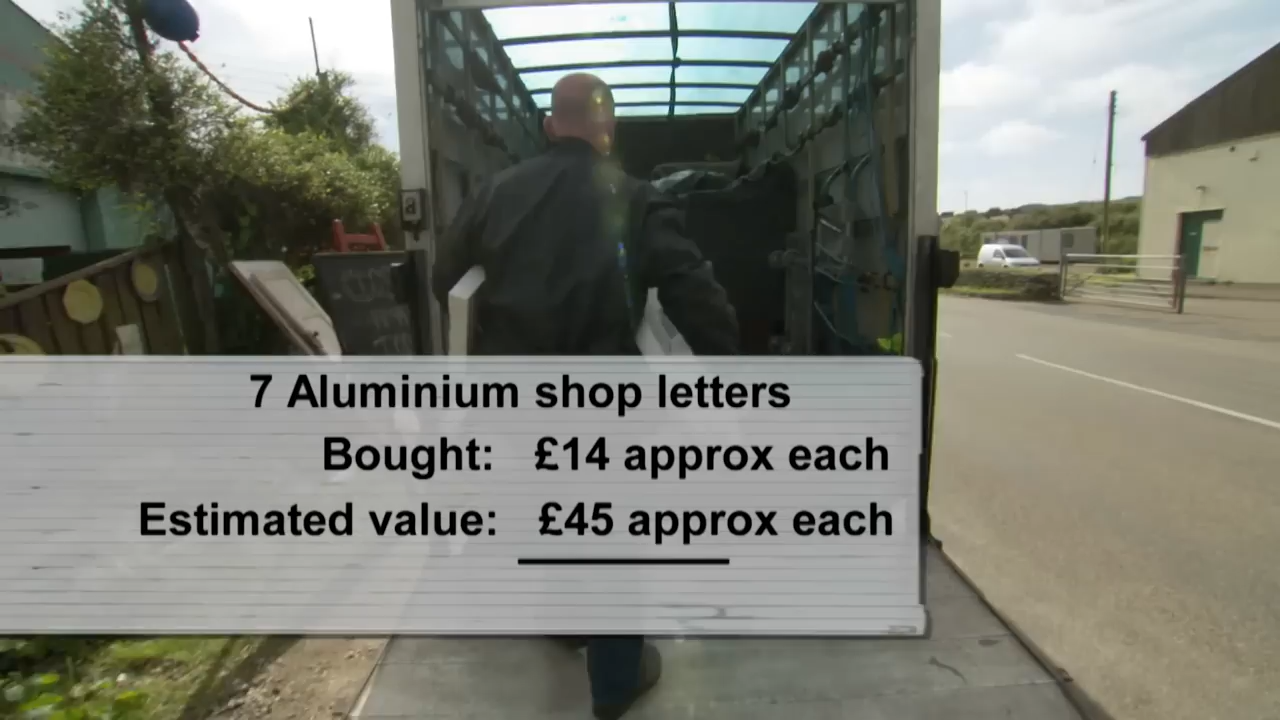 7 Aluminium shop letters
Bought: £14 approx each
Estimated value: £45 approx each